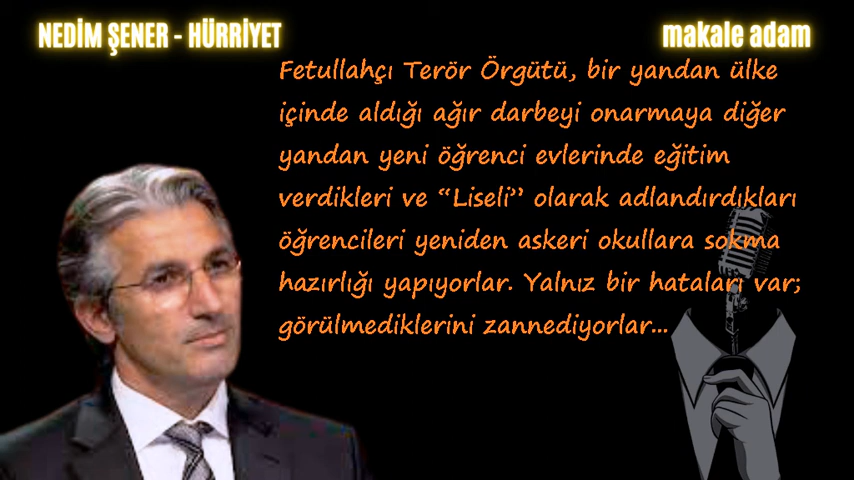 NEDİM ŞENER - HÜRRİYET
makale adam
Fetullahçı Terör Örgütü, bir yandan ülke
içinde aldığı ağır darbeyi onarmaya diğer
yandan yeni öğrenci evlerinde eğitim
verdikleri ve “Liseli” olarak adlandırdıkları
öğrencileri yeniden askeri okullara sokma
hazırlığı yapıyorlar. Yalnız bir hataları var;
görülmediklerini zannediyorlar...